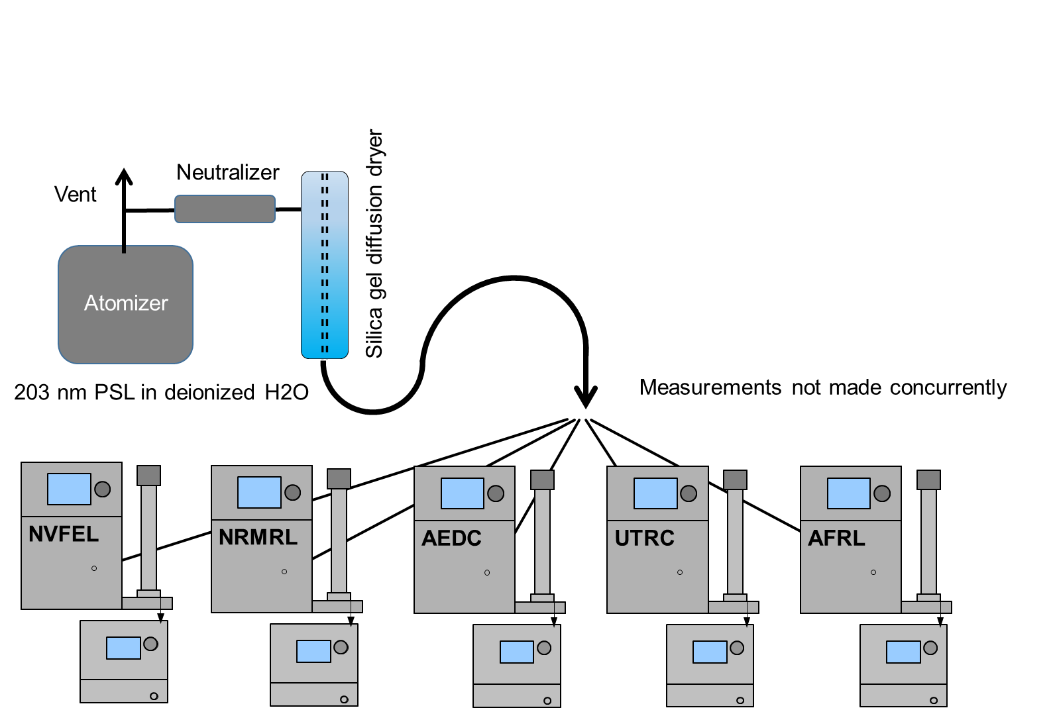 Neutralizer
Vent
Silica gel diffusion dryer
Atomizer
203 nm PSL in deionized H2O
Measurements not made concurrently
NVFEL
NRMRL
AEDC
UTRC
AFRL